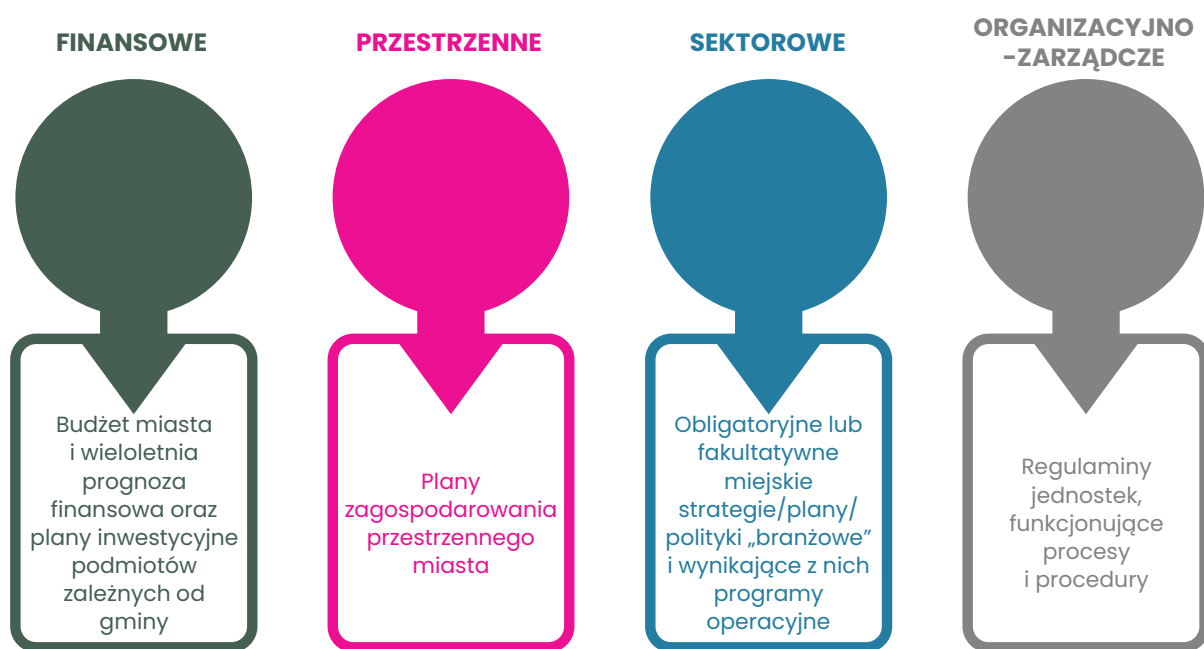 FINANSOWE
Budżet miasta
i wieloletnia
prognoza
finansowa oraz
plany inwestycyjne
podmiotów
zależnych od
gminy
PRZESTRZENNE
Plany
zagospodarowania
przestrzennego
miasta
SEKTOROWE
Obligatoryjne lub
fakultatywne
miejskie
strategie/plany/
polityki „branżowe”
i wynikające z nich
programy
operacyjne
ORGANIZACYJNO
-ZARZĄDCZE
Regulaminy
jednostek,
funkcjonujące
procesy
i procedury